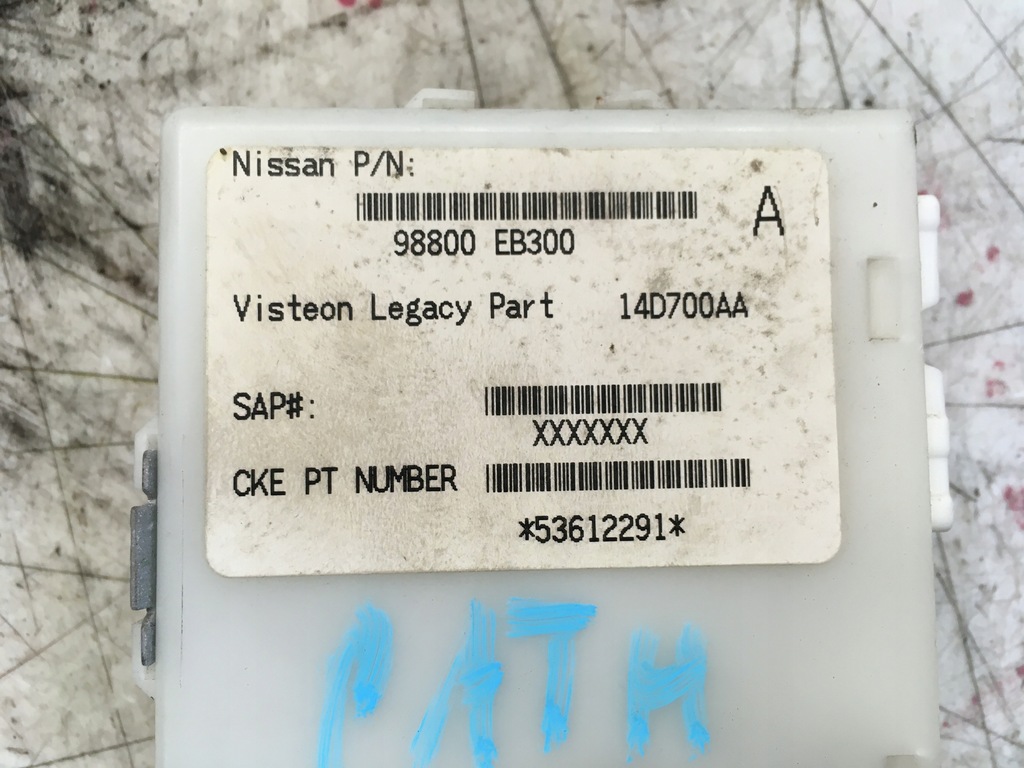 Nissan P/N:
A
98800 EB300
Visteon Legacy Part 14D700AA
SAP#:
XXXXXXX
CKE PT NUMBER
*53612291*
PATH